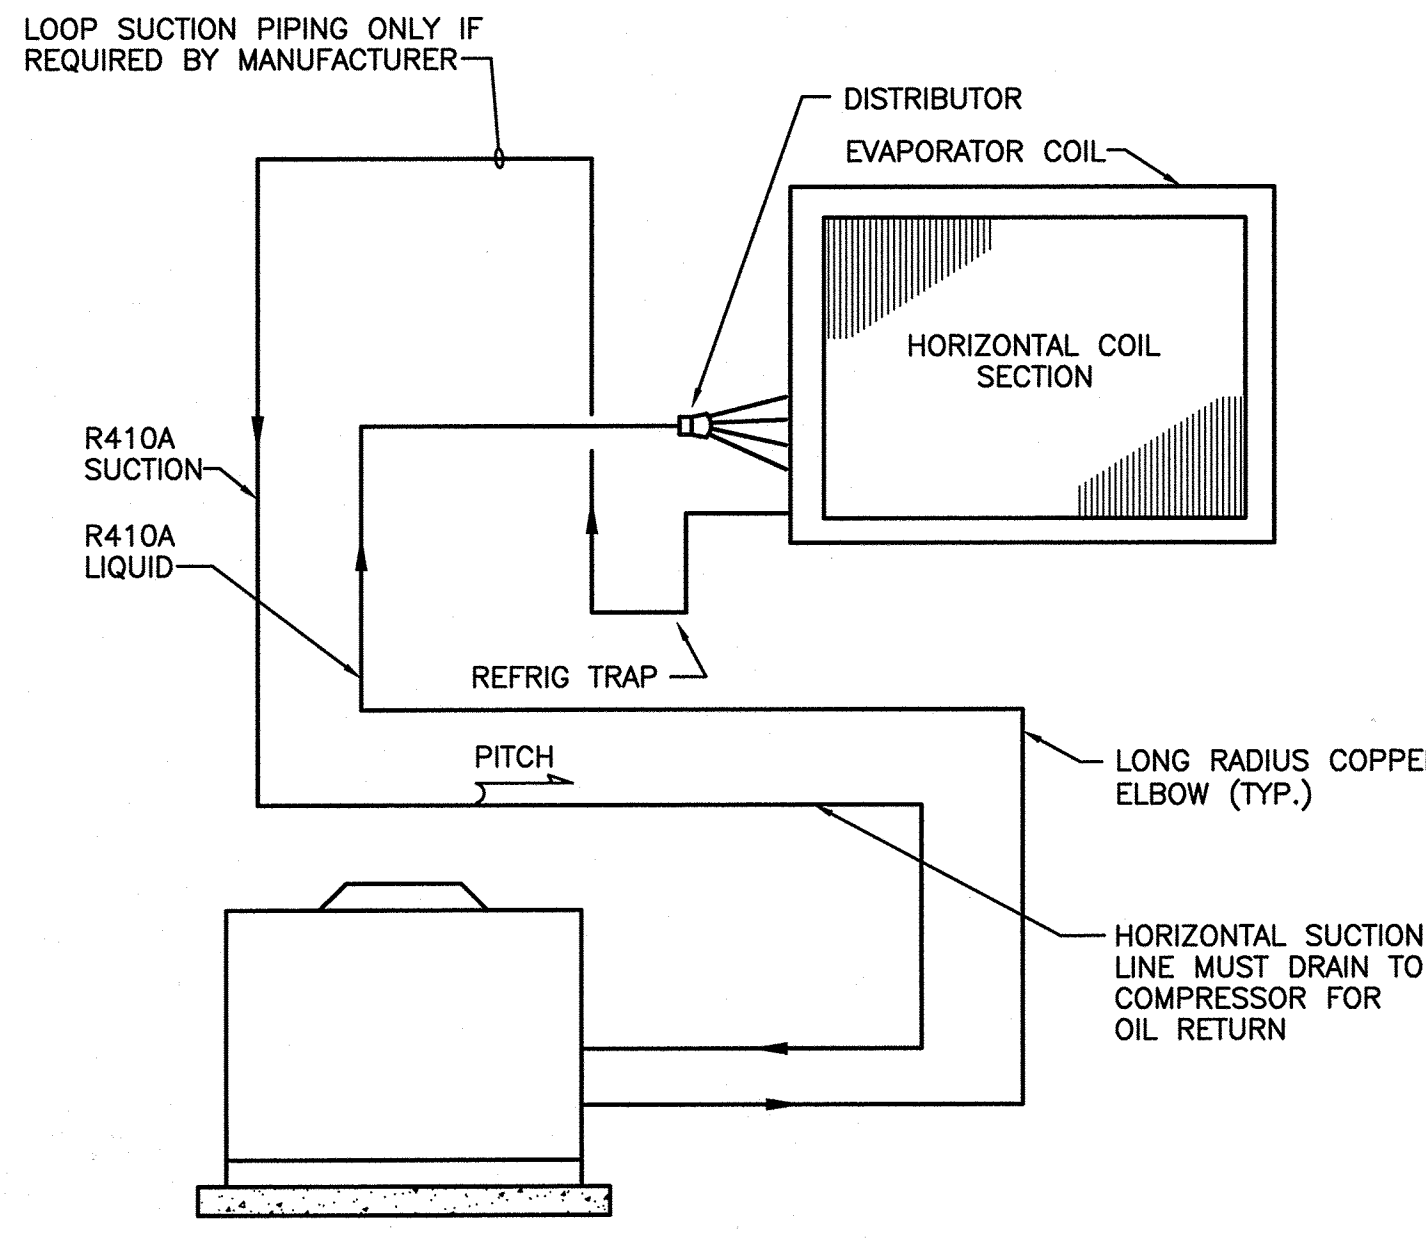 LOOP SUCTION PIPING ONLY IF
REQUIRED BY MANUFACTURER
DISTRIBUTOR
EVAPORATOR COIL
HORIZONTAL COIL
SECTION
R410A
SUCTION
R410A
LIQUID
REFRIG TRAP
PITCH
LONG RADIUS COPPE
ELBOW (TYP.)
HORIZONTAL SUCTION
LINE MUST DRAIN TO
COMPRESSOR FOR
OIL RETURN